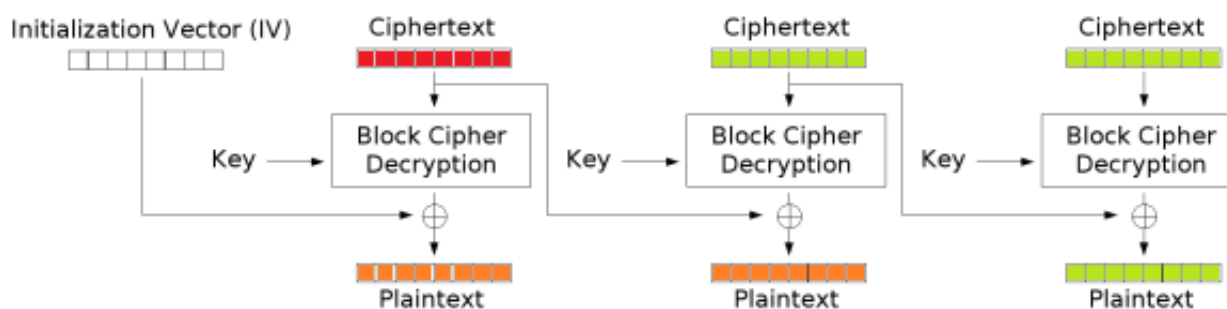 Initialization Vector (IV)
Ciphertext
Ciphertext
Ciphertext
Key
Block Cipher
Decryption
Key
Block Cipher
Decryption
Key
Block Cipher
Decryption
Plaintext
Plaintext
Plaintext